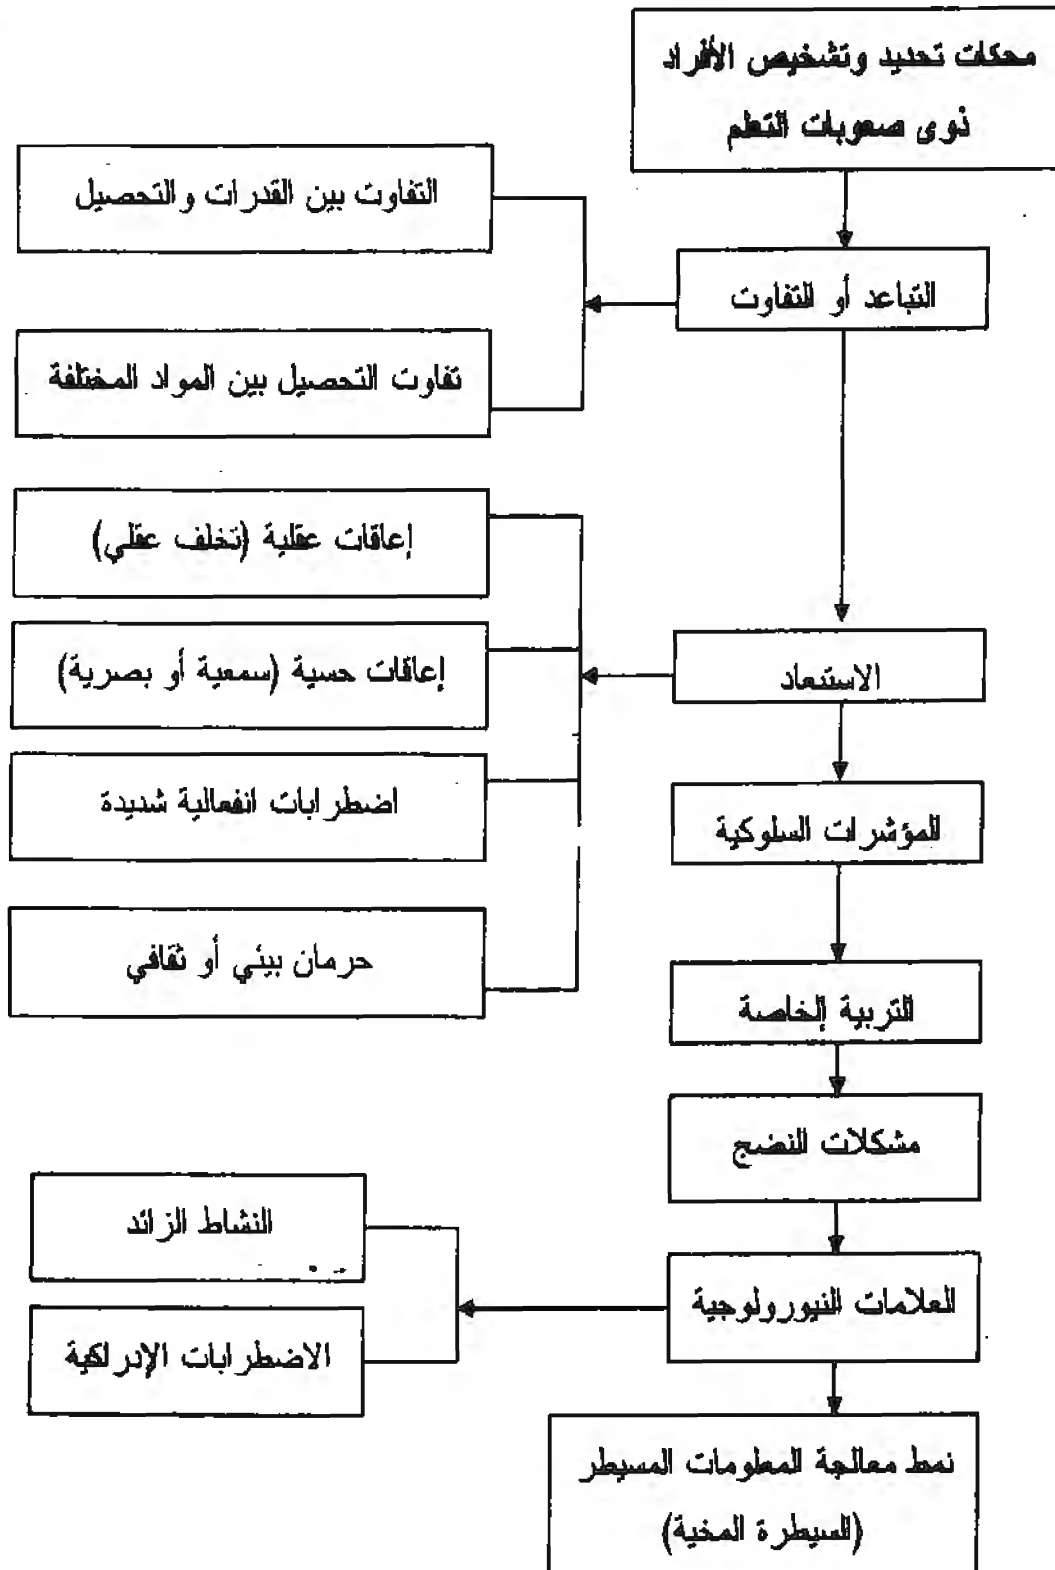 محكات تحديد وتشخيص الأفراد
ذوى صعوبات التعلم
التباعد أو التفاوت
التفاوت بين القدرات والتحصيل
تفاوت التحصيل بين المواد المختلفة
الاستبعاد
إعاقات عقلية (تخلف عقلي)
إعاقات حسية (سمعية أو بصرية)
اضطرابات انفعالية شديدة
حرمان بيئي أو ثقافي
المؤشرات السلوكية
التربية الخاصة
مشكلات النضج
العلامات النيورولوجية
النشاط الزائد
الاضطرابات الإدراكية
نمط معالجة المعلومات المسيطر
(السيطرة المخية)